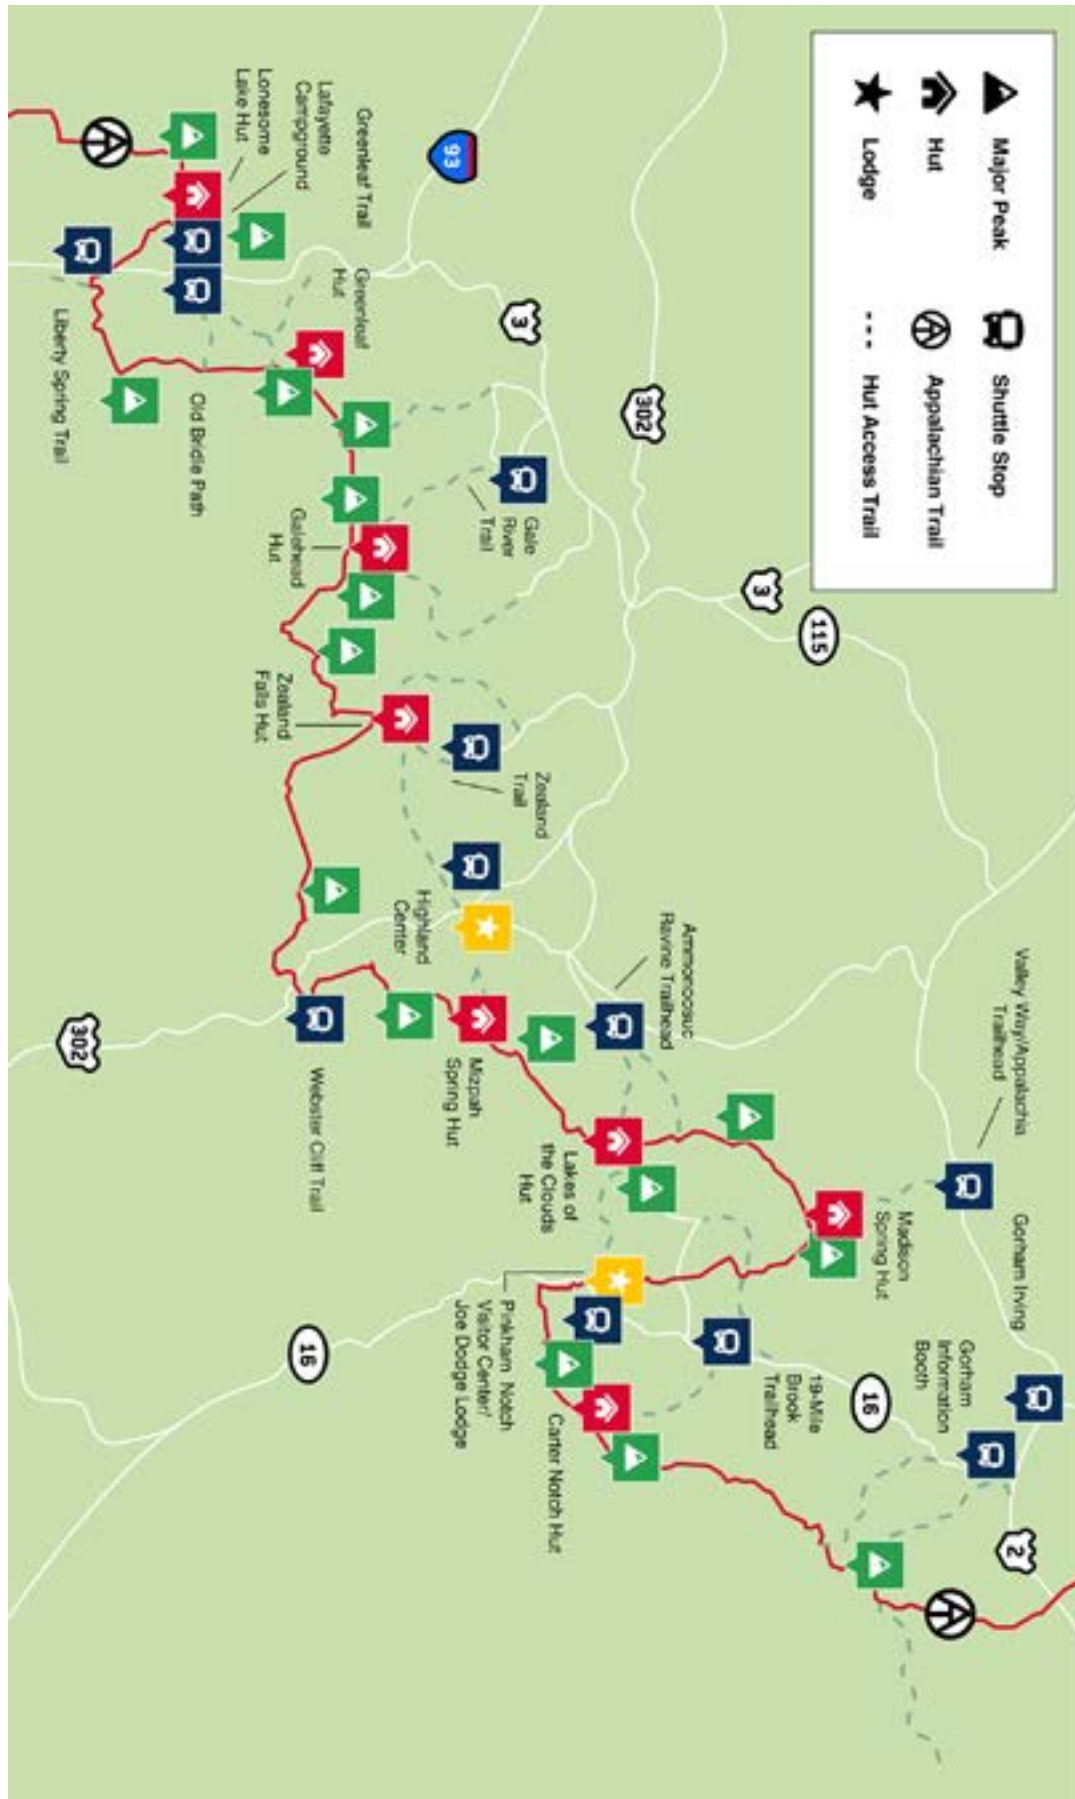 Major Peak
Shuttle Stop
Hut
Appalachian Trail
Lodge
Hut Access Trail
93
3
302
3
115
Greenleaf Trail
Lafayette
Campground
Lonesome
Lake Hut
Greenleaf
Hut
Liberty Spring Trail
Old Bridle Path
Gale
River
Trail
Galehead
Hut
Zealand
Falls Hut
Zealand
Trail
Highland
Center
Ammonoosuc
Ravine Trailhead
Mizpah
Spring Hut
Webster Cliff Trail
302
Lakes of
the Clouds
Hut
Valley Way/Appalachia
Trailhead
Madison
Spring Hut
Gorham Irving
Gorham
Information
Booth
19-Mile
Brook
Trailhead
16
Pinkham Notch
Visitor Center/
Joe Dodge Lodge
Carter Notch Hut
16
2